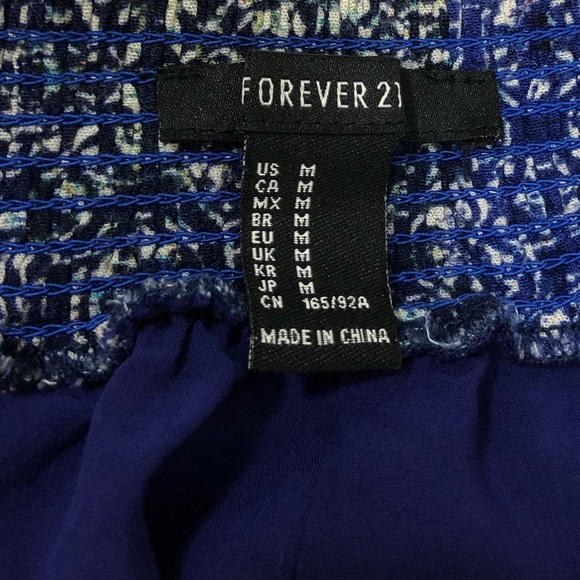 FOREVER 21
US M
CA M
MX M
BR M
EU M
UK M
KR M
JP M
CN 165/92A
MADE IN CHINA